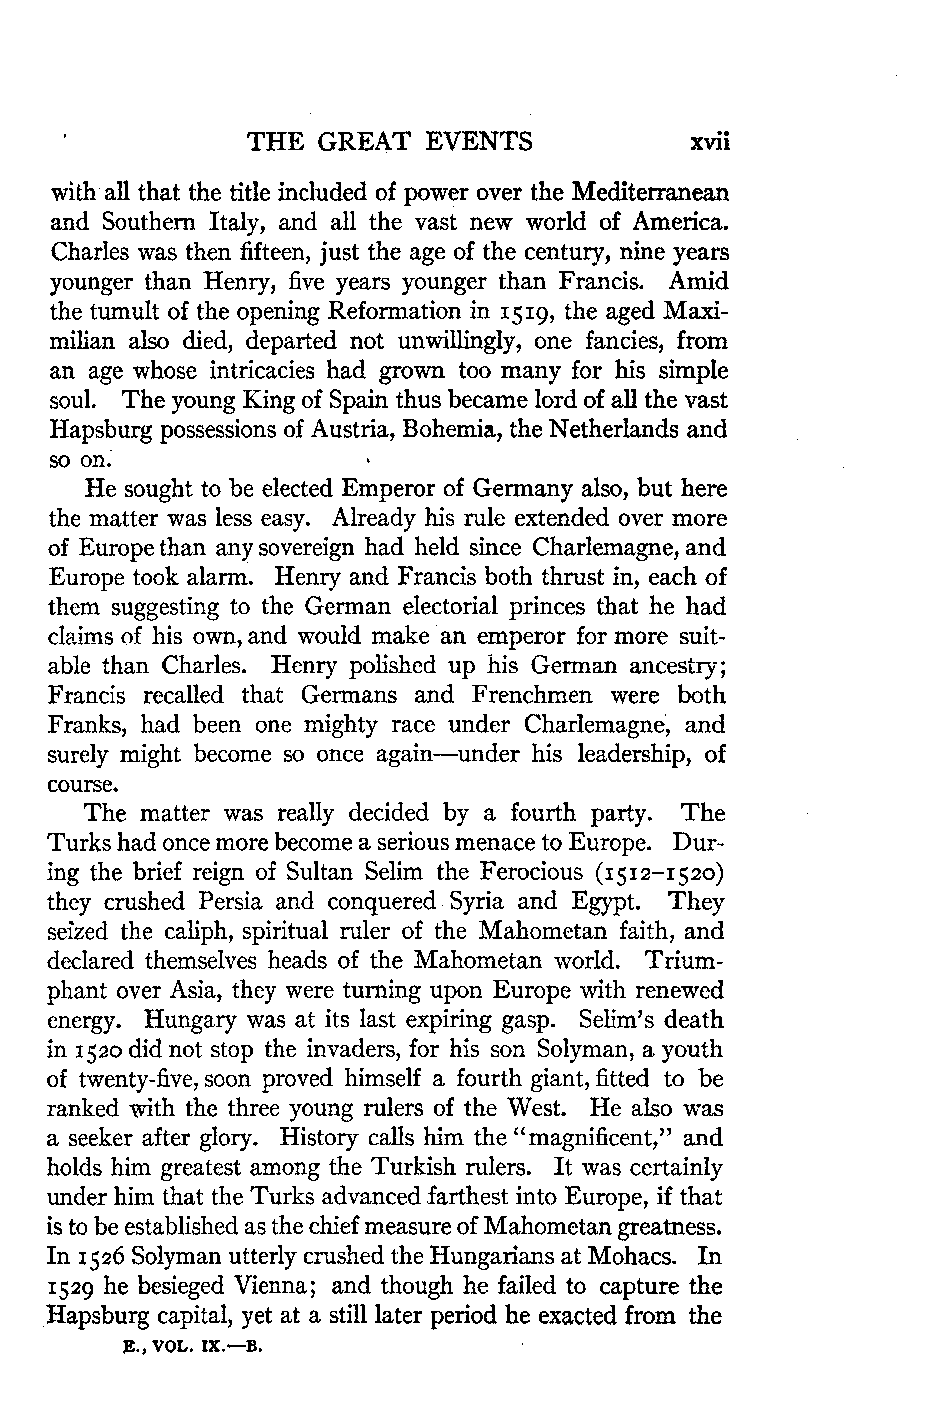 THE GREAT EVENTS xvii
with all that the title included of power over the Mediterranean
and Southern Italy, and all the vast new world of America.
Charles was then fifteen, just the age of the century, nine years
younger than Henry, five years younger than Francis. Amid
the tumult of the opening Reformation in 1519, the aged Maxi-
milian also died, departed not unwillingly, one fancies, from
an age whose intricacies had grown too many for his simple
soul. The young King of Spain thus became lord of all the vast
Hapsburg possessions of Austria, Bohemia, the Netherlands and
so on.
He sought to be elected Emperor of Germany also, but here
the matter was less easy. Already his rule extended over more
of Europe than any sovereign had held since Charlemagne, and
Europe took alarm. Henry and Francis both thrust in, each of
them suggesting to the German electorial princes that he had
claims of his own, and would make an emperor for more suit-
able than Charles. Henry polished up his German ancestry;
Francis recalled that Germans and Frenchmen were both
Franks, had been one mighty race under Charlemagne, and
surely might become so once again—under his leadership, of
course.
The matter was really decided by a fourth party. The
Turks had once more become a serious menace to Europe. Dur-
ing the brief reign of Sultan Selim the Ferocious (1512–1520)
they crushed Persia and conquered Syria and Egypt. They
seized the caliph, spiritual ruler of the Mahometan faith, and
declared themselves heads of the Mahometan world. Trium-
phant over Asia, they were turning upon Europe with renewed
energy. Hungary was at its last expiring gasp. Selim's death
in 1520 did not stop the invaders, for his son Solyman, a youth
of twenty-five, soon proved himself a fourth giant, fitted to be
ranked with the three young rulers of the West. He also was
a seeker after glory. History calls him the "magnificent," and
holds him greatest among the Turkish rulers. It was certainly
under him that the Turks advanced farthest into Europe, if that
is to be established as the chief measure of Mahometan greatness.
In 1526 Solyman utterly crushed the Hungarians at Mohacs. In
1529 he besieged Vienna; and though he failed to capture the
Hapsburg capital, yet at a still later period he exacted from the
E., VOL. IX.—B.